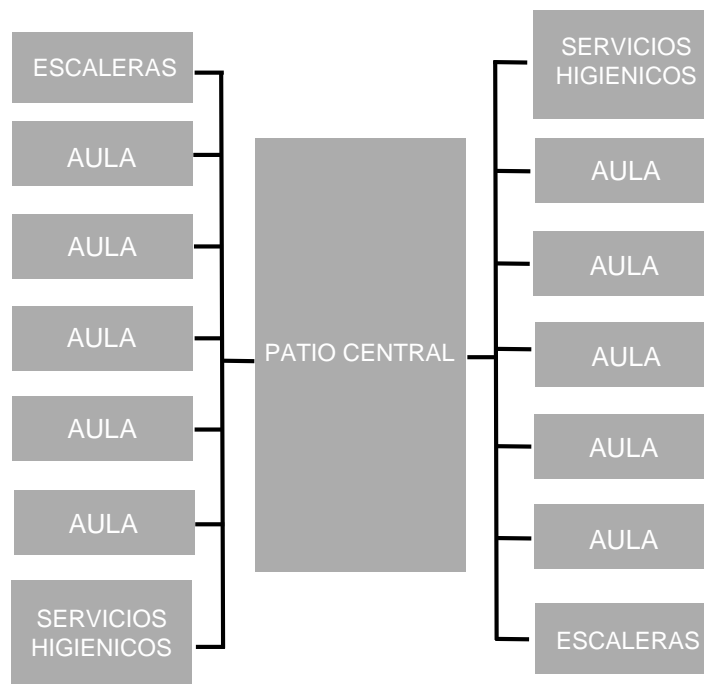 ESCALERAS
AULA
AULA
AULA
AULA
AULA
SERVICIOS
HIGIENICOS
PATIO CENTRAL
SERVICIOS
HIGIENICOS
AULA
AULA
AULA
AULA
AULA
ESCALERAS